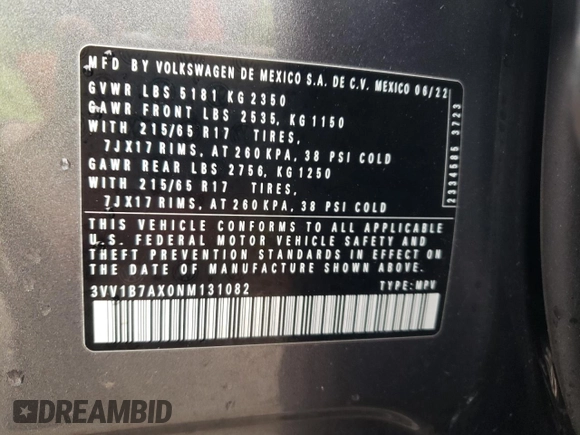 MFD BY VOLKSWAGEN DE MEXICO S.A. DE C.V. MEXICO 06/22
GVWR LBS 5181 KG 2350
GAWR FRONT LBS 2535, KG 1150
WITH 215/65 R17 TIRES,
7JX17 RIMS, AT 260 KPA, 38 PSI COLD
GAWR REAR LBS 2756, KG 1250
WITH 215/65 R17 TIRES,
7JX17 RIMS, AT 260 KPA, 38 PSI COLD
THIS VEHICLE CONFORMS TO ALL APPLICABLE
U.S. FEDERAL MOTOR VEHICLE SAFETY AND
THEFT PREVENTION STANDARDS IN EFFECT ON
THE DATE OF MANUFACTURE SHOWN ABOVE.
3VV1B7AX0NM131082 TYPE: MPV
2334585 3723
DREAMBID